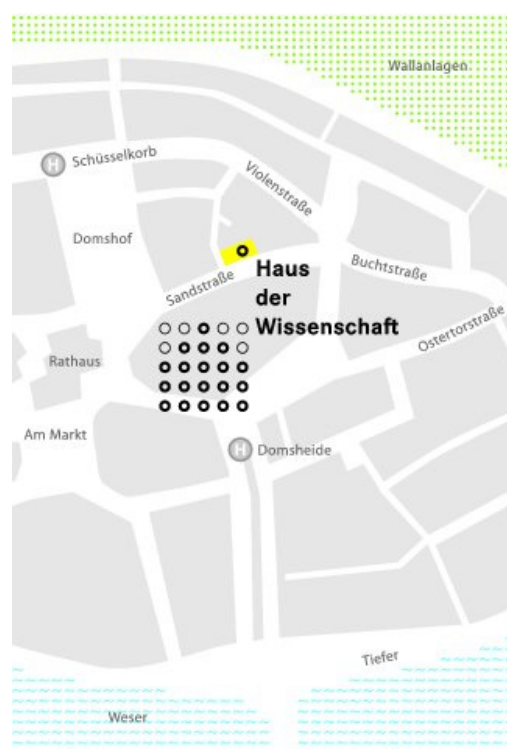 Wallanlagen
H Schüsselkorb
Violenstraße
Domshof
Buchtstraße
Haus
der
Wissenschaft
Sandstraße
Ostertorstraße
Rathaus
Am Markt
H Domsheide
Tiefer
Weser